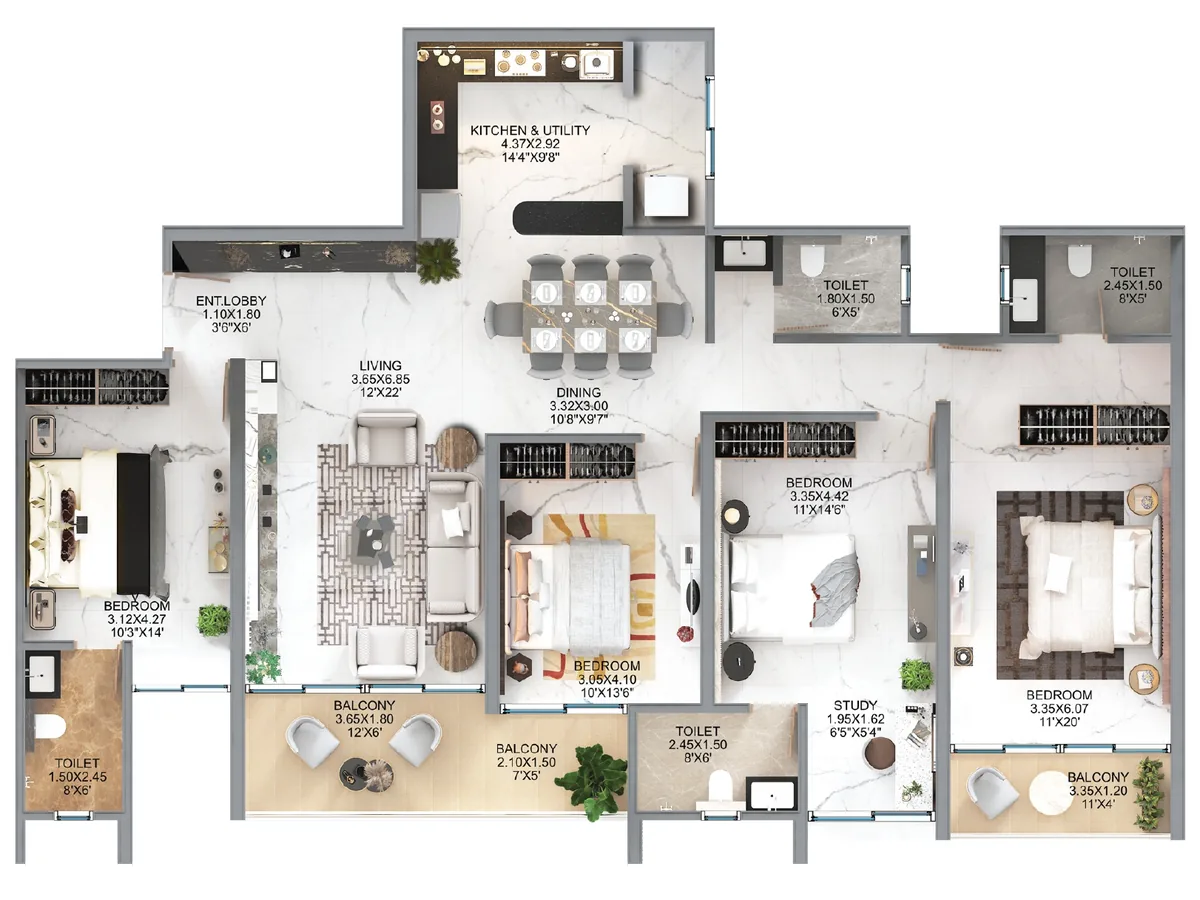 KITCHEN & UTILITY
4.37X2.92
14'4"X9'8"
ENT.LOBBY
1.10X1.80
3'6"X6'
TOILET
1.80X1.50
6'X5'
TOILET
2.45X1.50
8'X5'
LIVING
3.65X6.85
12'X22'
DINING
3.32X3.00
10'8"X9'7"
BEDROOM
3.35X4.42
11'X14'6"
BEDROOM
3.12X4.27
10'3"X14'
BEDROOM
3.05X4.10
10'X13'6"
BEDROOM
3.35X6.07
11'X20'
BALCONY
3.65X1.80
12'X6'
STUDY
1.95X1.62
6'5"X5'4"
TOILET
2.45X1.50
8'X6'
BALCONY
2.10X1.50
7'X5'
TOILET
1.50X2.45
8'X6'
BALCONY
3.35X1.20
11'X4'